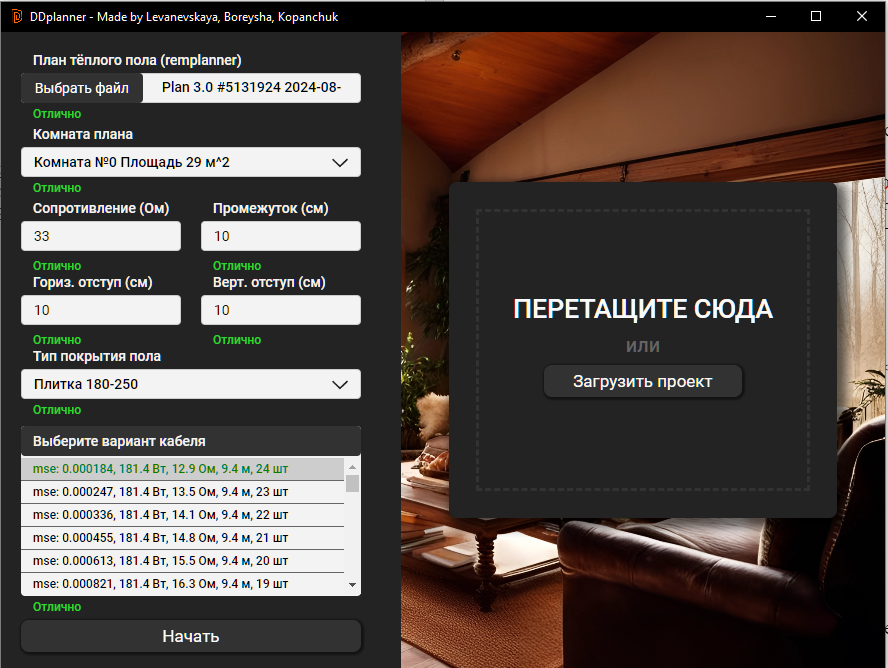 DDplanner - Made by Levanevskaya, Boreysha, Kopanchuk
План тёплого пола (remplanner)
Выбрать файл
Plan 3.0 #5131924 2024-08-
Отлично
Комната плана
Комната №0 Площадь 29 м^2
Отлично
Сопротивление (Ом) Промежуток (см)
33 10
Отлично Отлично
Гориз. отступ (см) Верт. отступ (см)
10 10
Отлично Отлично
Тип покрытия пола
Плитка 180-250
Отлично
Выберите вариант кабеля
mse: 0.000184, 181.4 Вт, 12.9 Ом, 9.4 м, 24 шт
mse: 0.000247, 181.4 Вт, 13.5 Ом, 9.4 м, 23 шт
mse: 0.000336, 181.4 Вт, 14.1 Ом, 9.4 м, 22 шт
mse: 0.000455, 181.4 Вт, 14.8 Ом, 9.4 м, 21 шт
mse: 0.000613, 181.4 Вт, 15.5 Ом, 9.4 м, 20 шт
mse: 0.000821, 181.4 Вт, 16.3 Ом, 9.4 м, 19 шт
Отлично
Начать
ПЕРЕТАЩИТЕ СЮДА
или
Загрузить проект